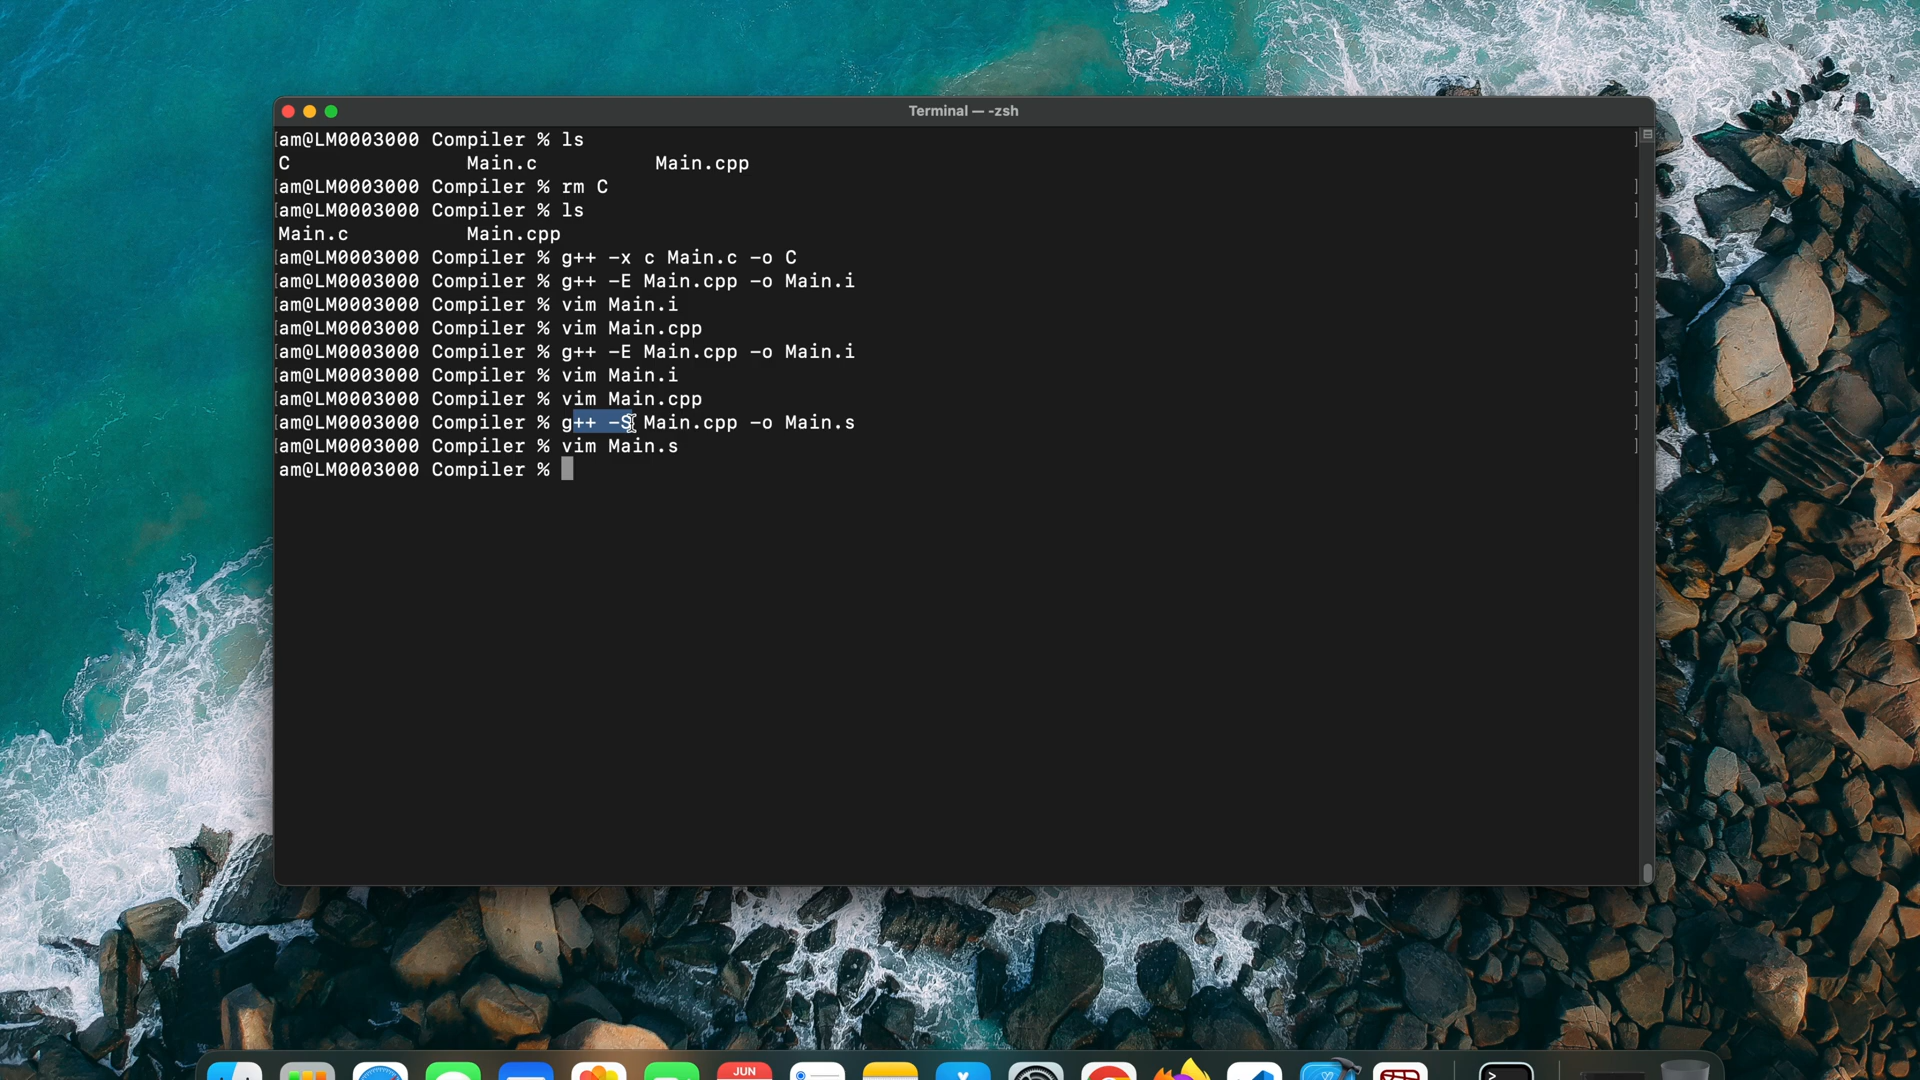 Terminal — -zsh
am@LM0003000 Compiler % ls
C Main.c Main.cpp
am@LM0003000 Compiler % rm C
am@LM0003000 Compiler % ls
Main.c Main.cpp
am@LM0003000 Compiler % g++ -x c Main.c -o C
am@LM0003000 Compiler % g++ -E Main.cpp -o Main.i
am@LM0003000 Compiler % vim Main.i
am@LM0003000 Compiler % vim Main.cpp
am@LM0003000 Compiler % g++ -E Main.cpp -o Main.i
am@LM0003000 Compiler % vim Main.i
am@LM0003000 Compiler % vim Main.cpp
am@LM0003000 Compiler % g++ -S Main.cpp -o Main.s
am@LM0003000 Compiler % vim Main.s
am@LM0003000 Compiler %
JUN